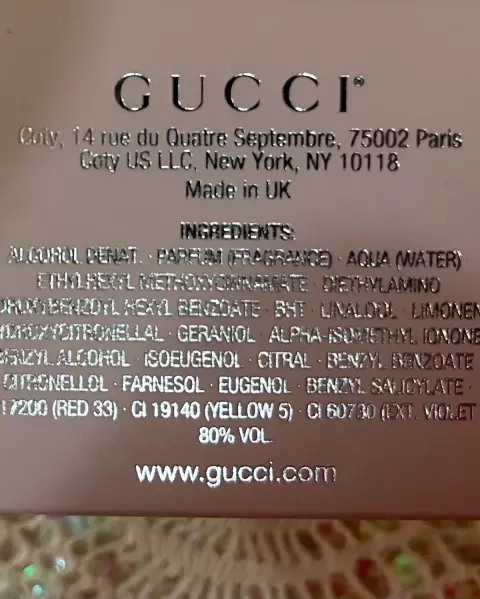 GUCCI®
Coty, 14 rue du Quatre Septembre, 75002 Paris
Coty US LLC, New York, NY 10118
Made in UK
INGREDIENTS:
ALCOHOL DENAT. · PARFUM (FRAGRANCE) · AQUA (WATER)
ETHYLHEXYL METHOXYCINNAMATE · DIETHYLAMINO
BENZOYL HEXYL BENZOATE · BHT · LINALOOL · LIMONEN
· GERANIOL · ALPHA-ISOMETHYL IONONE
BENZYL ALCOHOL · ISOEUGENOL · CITRAL · BENZYL BENZOATE
CITRONELLOL · FARNESOL · EUGENOL · BENZYL SALICYLATE ·
17200 (RED 33) · CI 19140 (YELLOW 5) · CI 60730 (EXT. VIOLET
80% VOL.
www.gucci.com